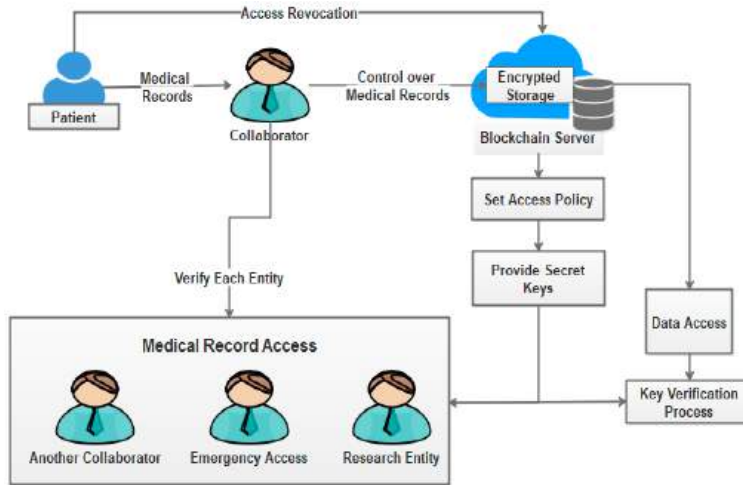 Access Revocation
Medical
Records
Control over
Medical Records
Encrypted
Storage
Patient
Collaborator
Blockchain Server
Set Access Policy
Verify Each Entity
Provide Secret
Keys
Data Access
Medical Record Access
Key Verification
Process
Another Collaborator
Emergency Access
Research Entity